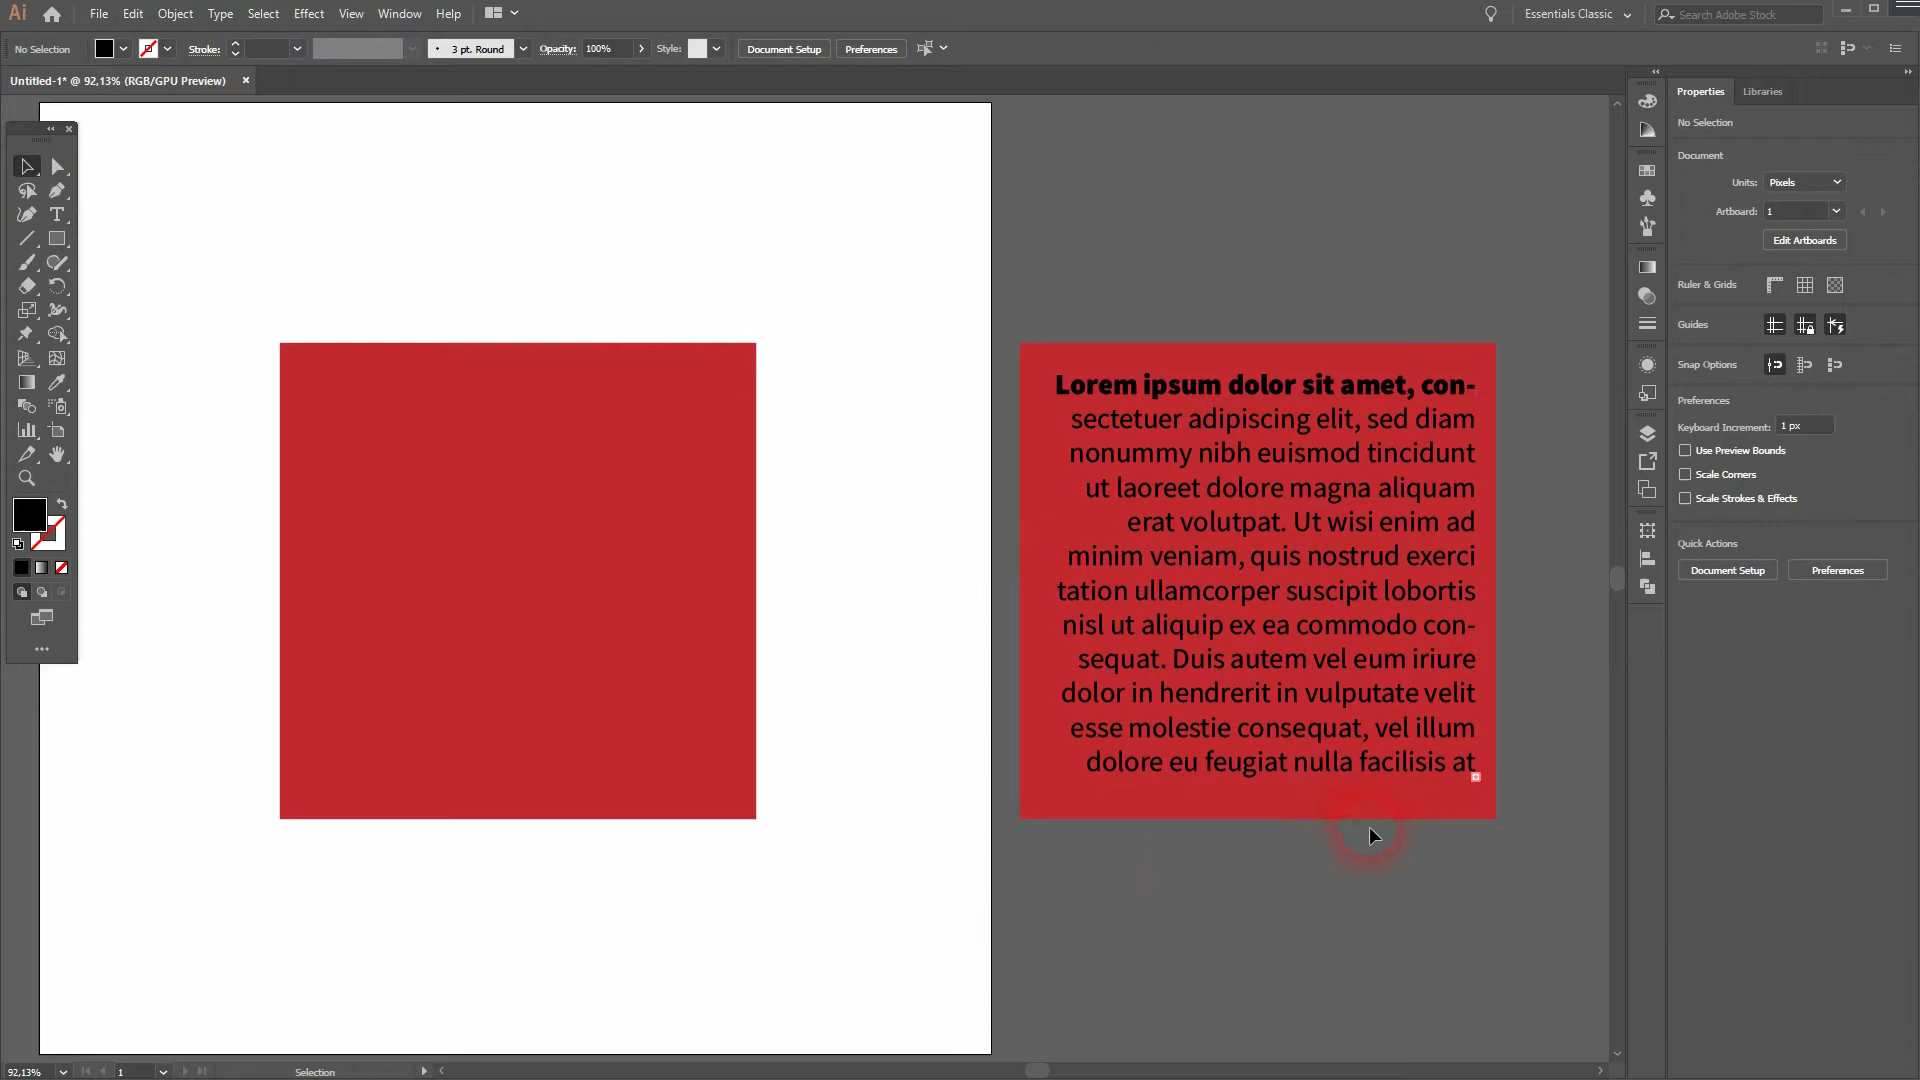 Ai File Edit Object Type Select Effect View Window Help Essentials Classic Search Adobe Stock
No Selection Stroke: 3 pt. Round Opacity: 100% Style: Document Setup Preferences
Untitled-1* @ 92,13% (RGB/GPU Preview)
Properties Libraries
No Selection
Document
Units: Pixels
Artboard: 1
Edit Artboards
Ruler & Grids
Guides
Snap Options
Preferences
Keyboard Increment: 1 px
Use Preview Bounds
Scale Corners
Scale Strokes & Effects
Quick Actions
Document Setup Preferences
Lorem ipsum dolor sit amet, con-
sectetuer adipiscing elit, sed diam
nonummy nibh euismod tincidunt
ut laoreet dolore magna aliquam
erat volutpat. Ut wisi enim ad
minim veniam, quis nostrud exerci
tation ullamcorper suscipit lobortis
nisl ut aliquip ex ea commodo con-
sequat. Duis autem vel eum iriure
dolor in hendrerit in vulputate velit
esse molestie consequat, vel illum
dolore eu feugiat nulla facilisis at
92,13% 1 Selection